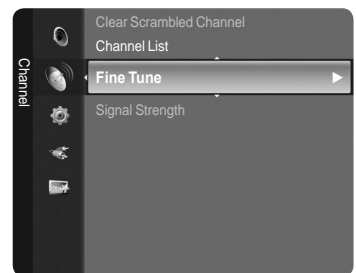 Clear Scrambled Channel
Channel List
Channel
Fine Tune
Signal Strength